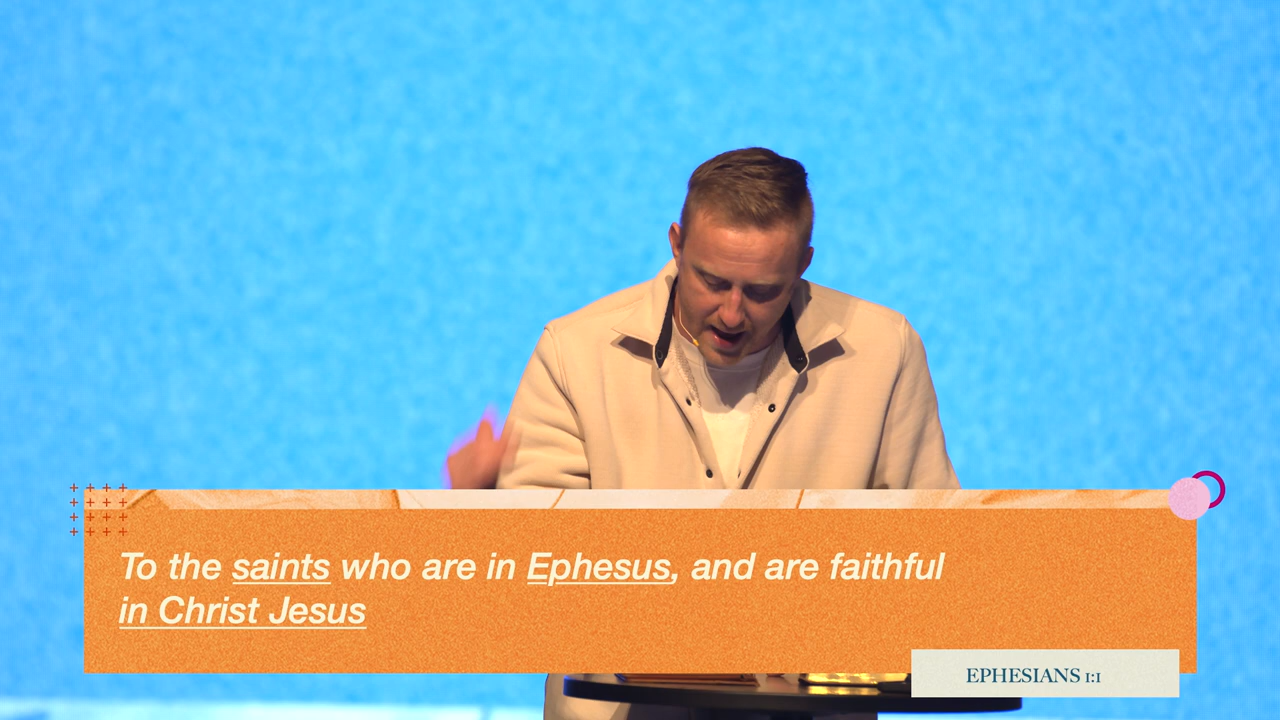 To the saints who are in Ephesus, and are faithful
in Christ Jesus
EPHESIANS 1:1